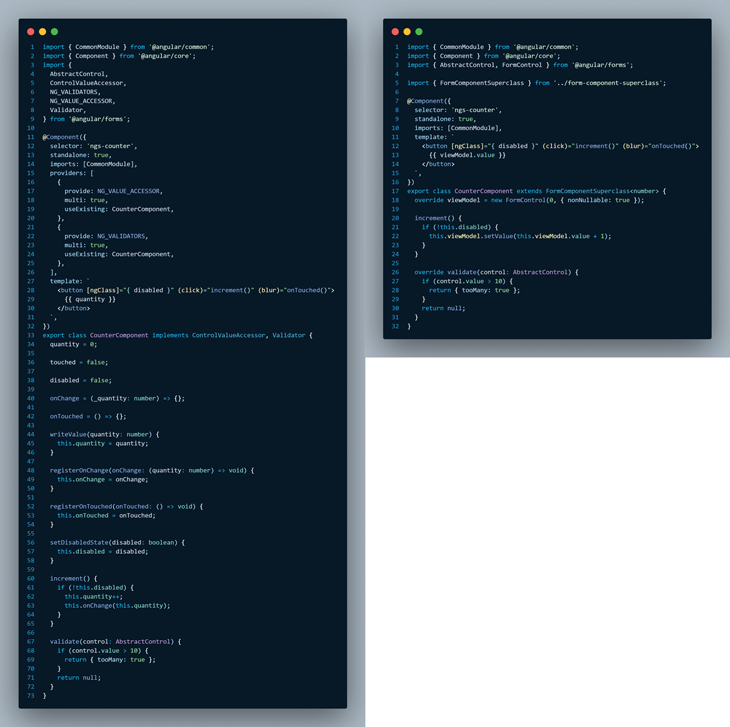 1 import { CommonModule } from '@angular/common';
2 import { Component } from '@angular/core';
3 import {
4   AbstractControl,
5   ControlValueAccessor,
6   NG_VALIDATORS,
7   NG_VALUE_ACCESSOR,
8   Validator,
9 } from '@angular/forms';
10
11 @Component({
12   selector: 'ngs-counter',
13   standalone: true,
14   imports: [CommonModule],
15   providers: [
16     {
17       provide: NG_VALUE_ACCESSOR,
18       multi: true,
19       useExisting: CounterComponent,
20     },
21     {
22       provide: NG_VALIDATORS,
23       multi: true,
24       useExisting: CounterComponent,
25     },
26   ],
27   template: `
28     <button [ngClass]="{ disabled }" (click)="increment()" (blur)="onTouched()">
29       {{ quantity }}
30     </button>
31   `,
32 })
33 export class CounterComponent implements ControlValueAccessor, Validator {
34   quantity = 0;
35
36   touched = false;
37
38   disabled = false;
39
40   onChange = (_quantity: number) => {};
41
42   onTouched = () => {};
43
44   writeValue(quantity: number) {
45     this.quantity = quantity;
46   }
47
48   registerOnChange(onChange: (quantity: number) => void) {
49     this.onChange = onChange;
50   }
51
52   registerOnTouched(onTouched: () => void) {
53     this.onTouched = onTouched;
54   }
55
56   setDisabledState(disabled: boolean) {
57     this.disabled = disabled;
58   }
59
60   increment() {
61     if (!this.disabled) {
62       this.quantity++;
63       this.onChange(this.quantity);
64     }
65   }
66
67   validate(control: AbstractControl) {
68     if (control.value > 10) {
69       return { tooMany: true };
70     }
71     return null;
72   }
73 }
1 import { CommonModule } from '@angular/common';
2 import { Component } from '@angular/core';
3 import { AbstractControl, FormControl } from '@angular/forms';
4
5 import { FormComponentSuperclass } from '../form-component-superclass';
6
7 @Component({
8   selector: 'ngs-counter',
9   standalone: true,
10   imports: [CommonModule],
11   template: `
12     <button [ngClass]="{ disabled }" (click)="increment()" (blur)="onTouched()">
13       {{ viewModel.value }}
14     </button>
15   `,
16 })
17 export class CounterComponent extends FormComponentSuperclass<number> {
18   override viewModel = new FormControl(0, { nonNullable: true });
19
20   increment() {
21     if (!this.disabled) {
22       this.viewModel.setValue(this.viewModel.value + 1);
23     }
24   }
25
26   override validate(control: AbstractControl) {
27     if (control.value > 10) {
28       return { tooMany: true };
29     }
30     return null;
31   }
32 }